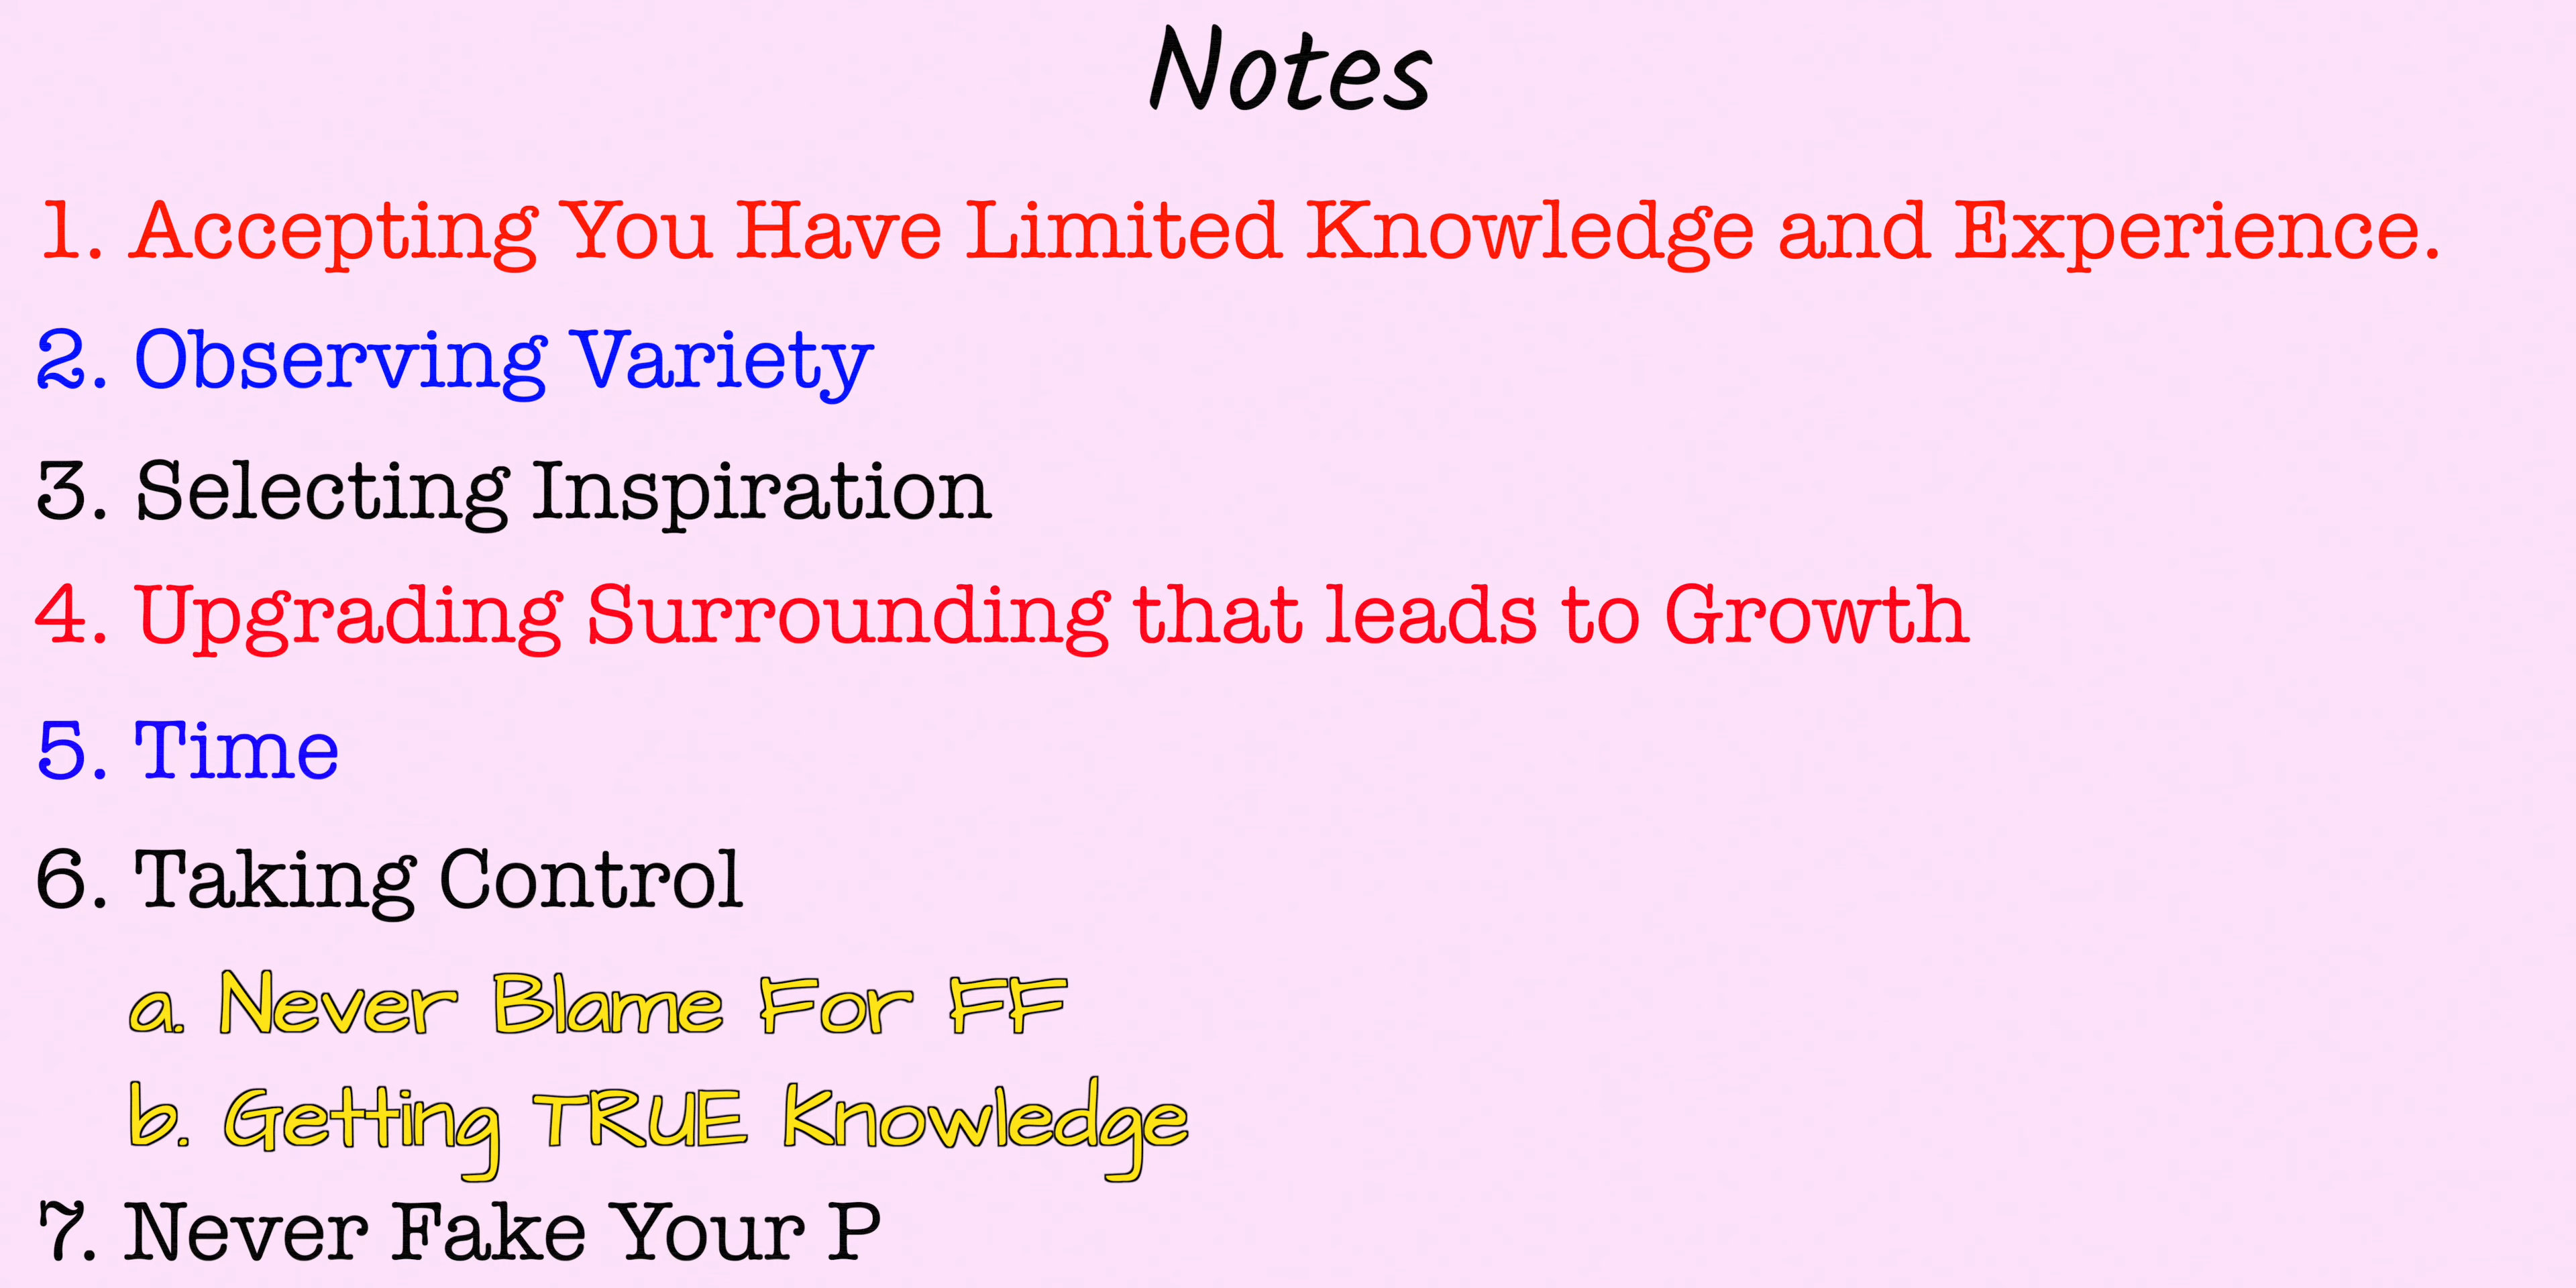 Notes
1. Accepting You Have Limited Knowledge and Experience.
2. Observing Variety
3. Selecting Inspiration
4. Upgrading Surrounding that leads to Growth
5. Time
6. Taking Control
a. Never Blame For FF
b. Getting TRUE Knowledge
7. Never Fake Your P